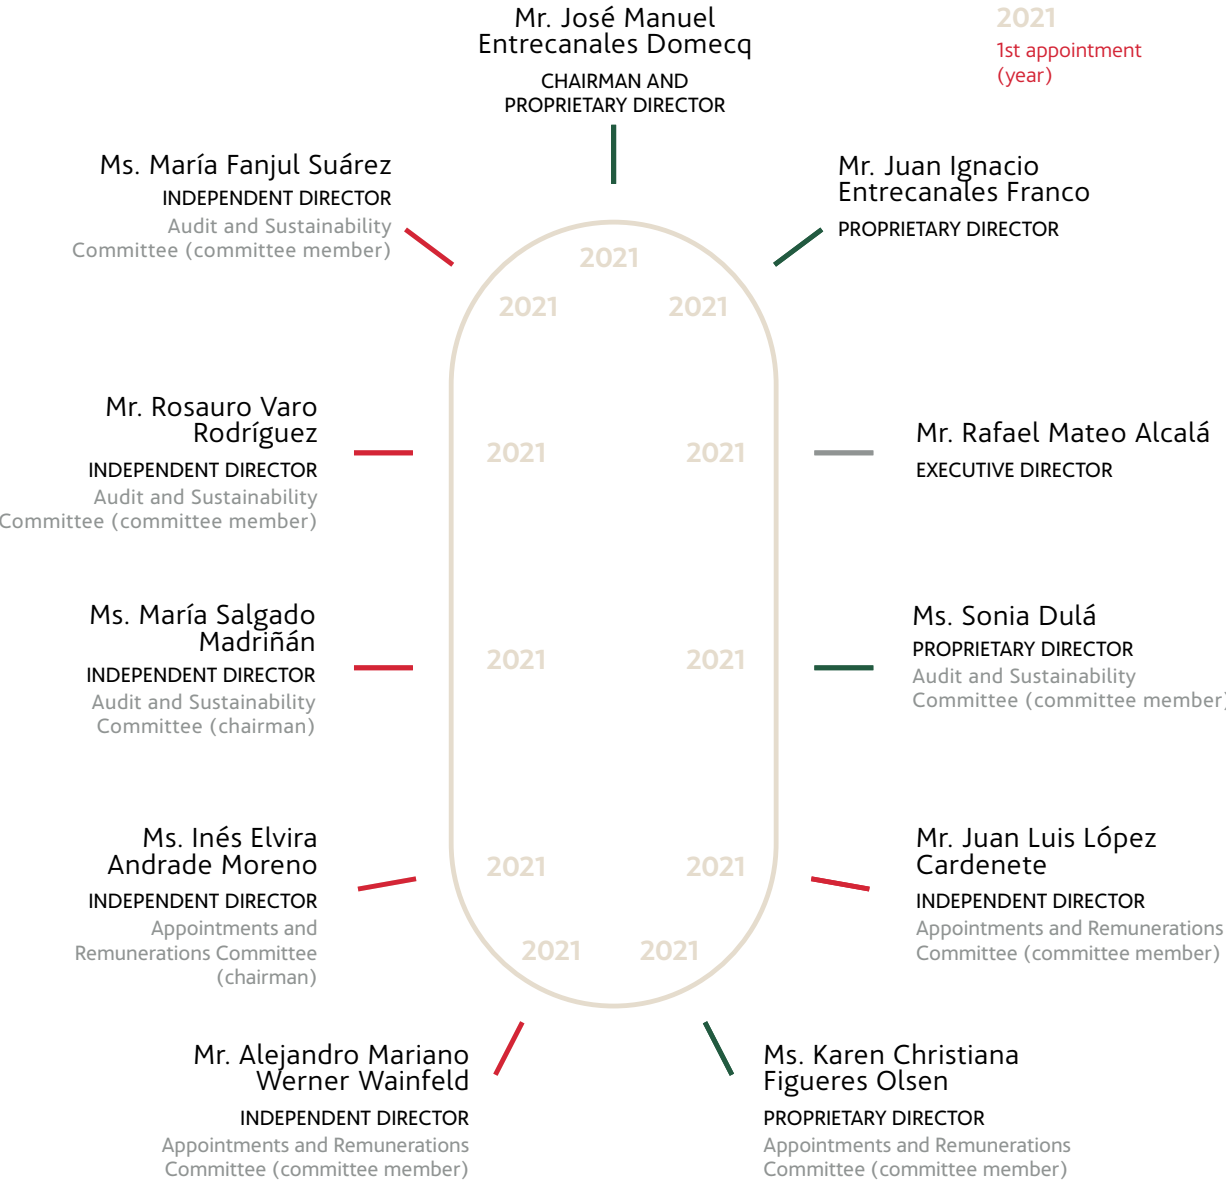 Mr. José Manuel
Entrecanales Domecq
CHAIRMAN AND
PROPRIETARY DIRECTOR
2021
1st appointment
(year)
Ms. María Fanjul Suárez
INDEPENDENT DIRECTOR
Audit and Sustainability
Committee (committee member)
Mr. Juan Ignacio
Entrecanales Franco
PROPRIETARY DIRECTOR
2021
2021
2021
Mr. Rosauro Varo
Rodríguez
INDEPENDENT DIRECTOR
Audit and Sustainability
Committee (committee member)
2021
2021
Mr. Rafael Mateo Alcalá
EXECUTIVE DIRECTOR
Ms. María Salgado
Madriñán
INDEPENDENT DIRECTOR
Audit and Sustainability
Committee (chairman)
2021
2021
Ms. Sonia Dulá
PROPRIETARY DIRECTOR
Audit and Sustainability
Committee (committee member)
Ms. Inés Elvira
Andrade Moreno
INDEPENDENT DIRECTOR
Appointments and
Remunerations Committee
(chairman)
2021
2021
Mr. Juan Luis López
Cardenete
INDEPENDENT DIRECTOR
Appointments and Remunerations
Committee (committee member)
2021
2021
Mr. Alejandro Mariano
Werner Wainfeld
INDEPENDENT DIRECTOR
Appointments and Remunerations
Committee (committee member)
Ms. Karen Christiana
Figueres Olsen
PROPRIETARY DIRECTOR
Appointments and Remunerations
Committee (committee member)